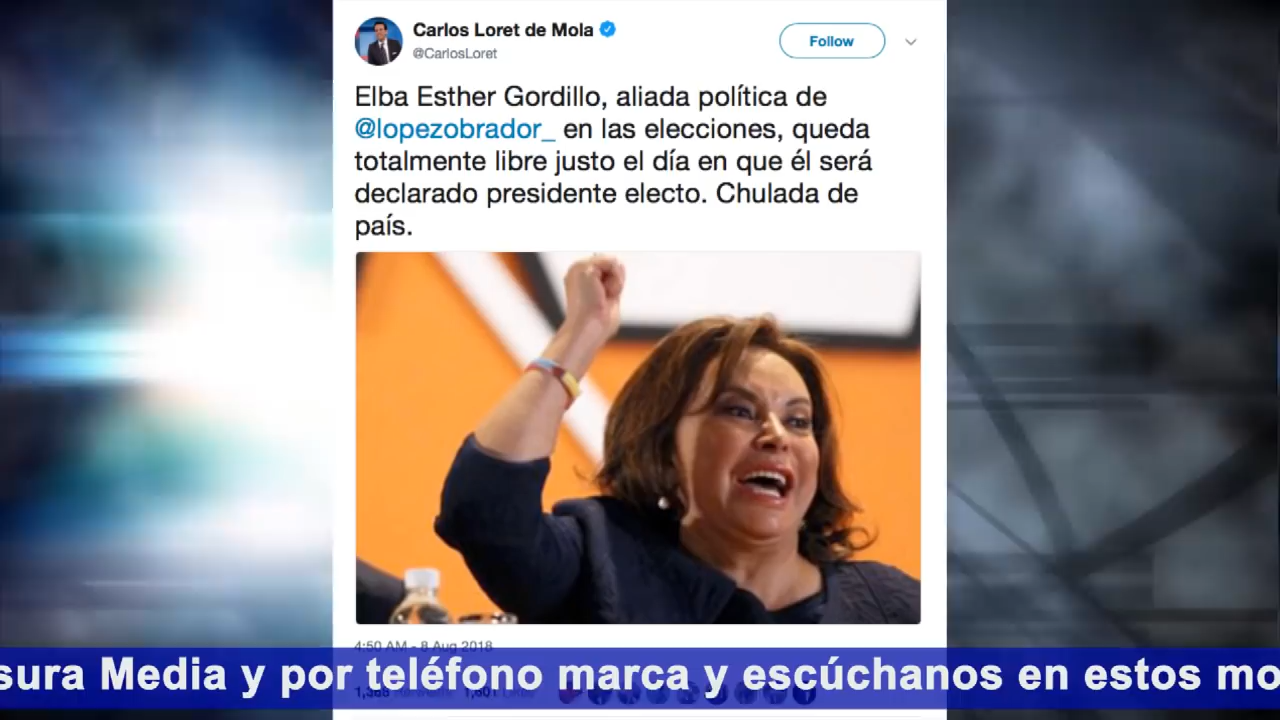 Carlos Loret de Mola
@CarlosLoret
Follow
Elba Esther Gordillo, aliada política de
@lopezobrador_ en las elecciones, queda
totalmente libre justo el día en que él será
declarado presidente electo. Chulada de
país.
4:50 AM - 8 Aug 2018
sura Media y por teléfono marca y escúchanos en estos mo